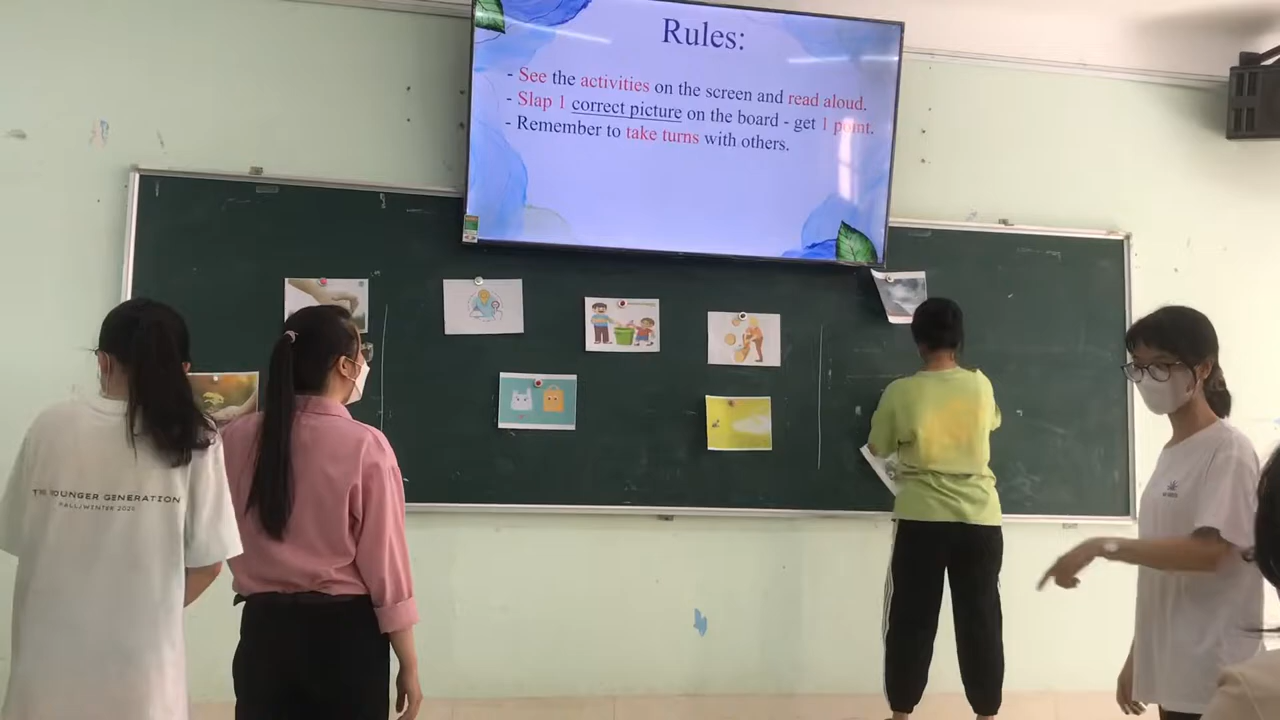 Rules:
- See the activities on the screen and read aloud.
- Slap 1 correct picture on the board - get 1 point.
- Remember to take turns with others.
THE YOUNGER GENERATION
FALL/WINTER 2020